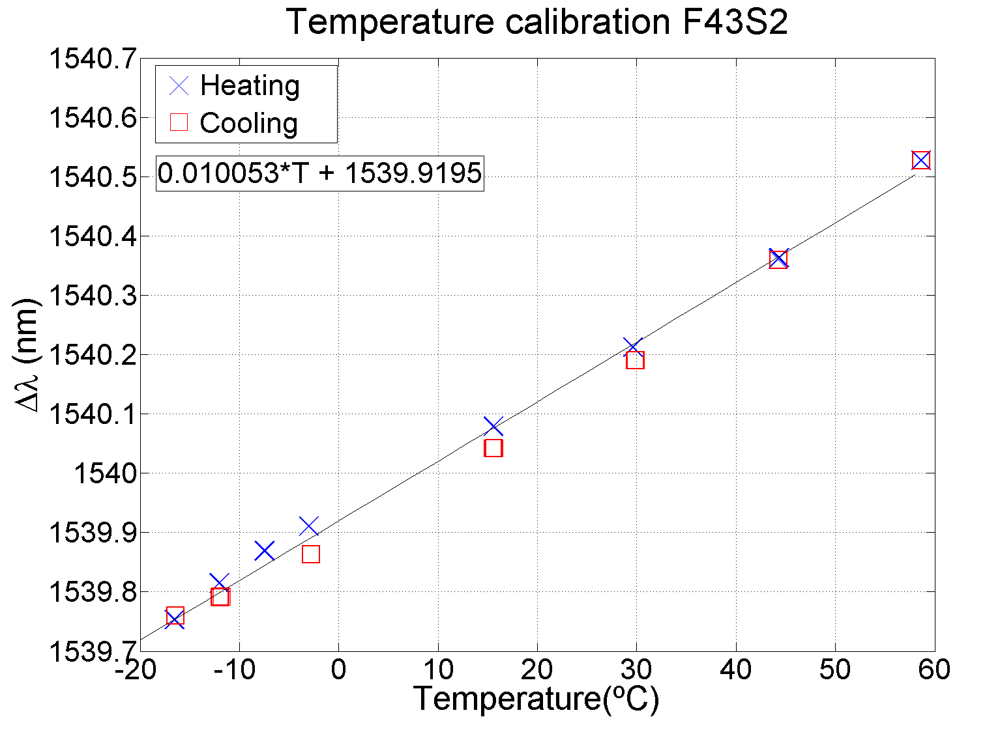 Temperature calibration F43S2
1540.7
1540.6
1540.5
1540.4
1540.3
1540.2
1540.1
1540
1539.9
1539.8
1539.7
Heating
Cooling
0.010053*T + 1539.9195
Δλ (nm)
-20 -10 0 10 20 30 40 50 60
Temperature(ºC)